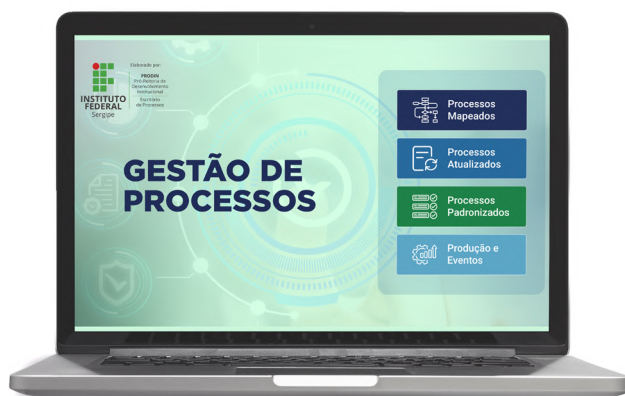 Elaborado por:
PRODIN
Pró-Reitoria de
Desenvolvimento
Institucional
Escritório
de Processos
INSTITUTO
FEDERAL
Sergipe
GESTÃO DE
PROCESSOS
Processos
Mapeados
Processos
Atualizados
Processos
Padronizados
Produção e
Eventos